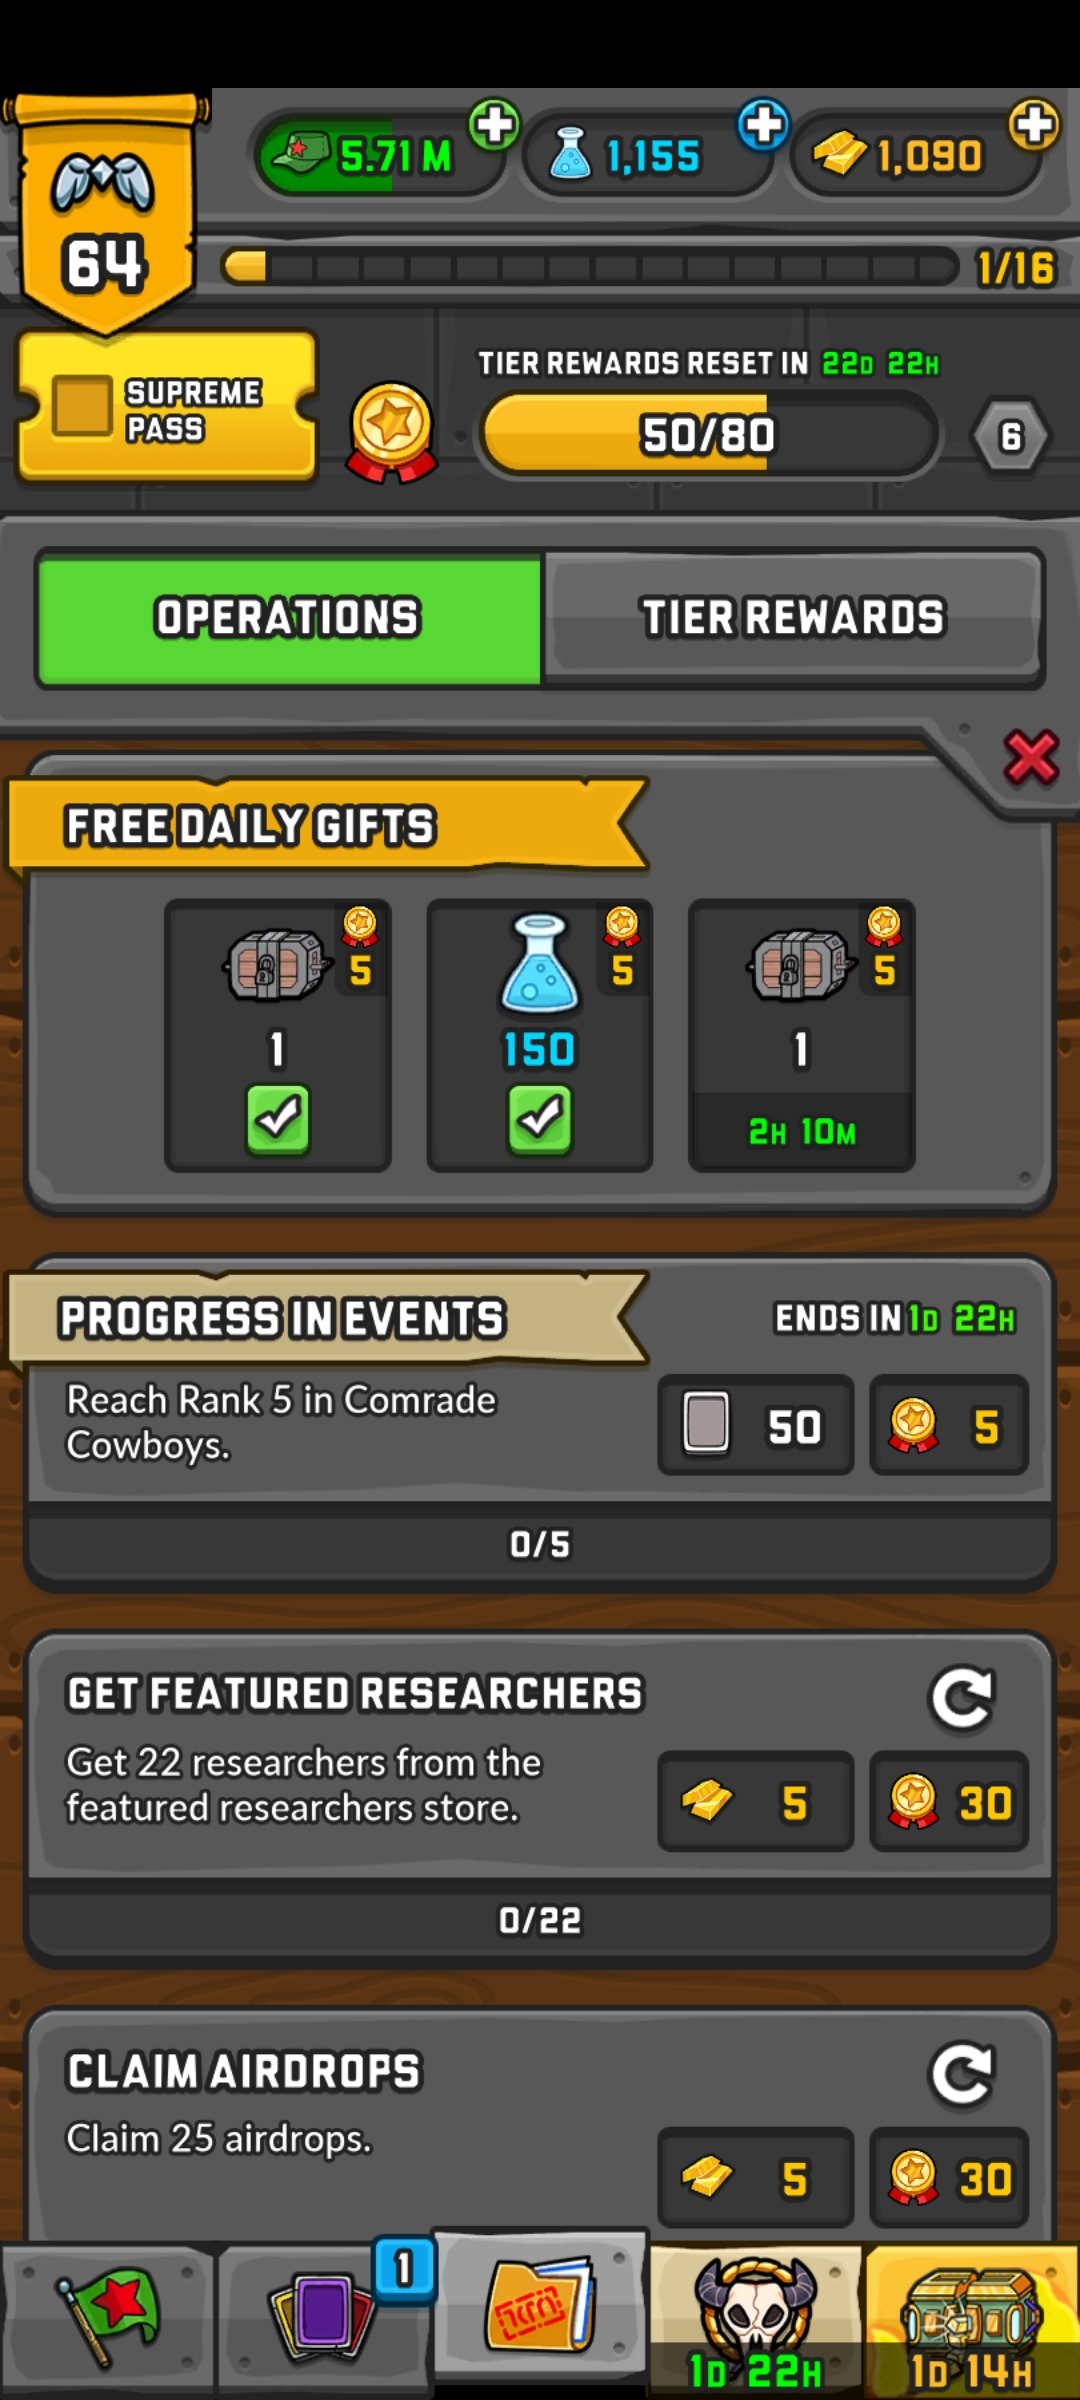 5.71 M
1,155
1,090
64
1/16
SUPREME
PASS
TIER REWARDS RESET IN 22D 22H
50/80
6
OPERATIONS
TIER REWARDS
FREE DAILY GIFTS
5
5
5
1
150
1
2H 10M
PROGRESS IN EVENTS
ENDS IN 1D 22H
Reach Rank 5 in Comrade
Cowboys.
50
5
0/5
GET FEATURED RESEARCHERS
Get 22 researchers from the
featured researchers store.
5
30
0/22
CLAIM AIRDROPS
Claim 25 airdrops.
5
30
1
1D 22H
1D 14H